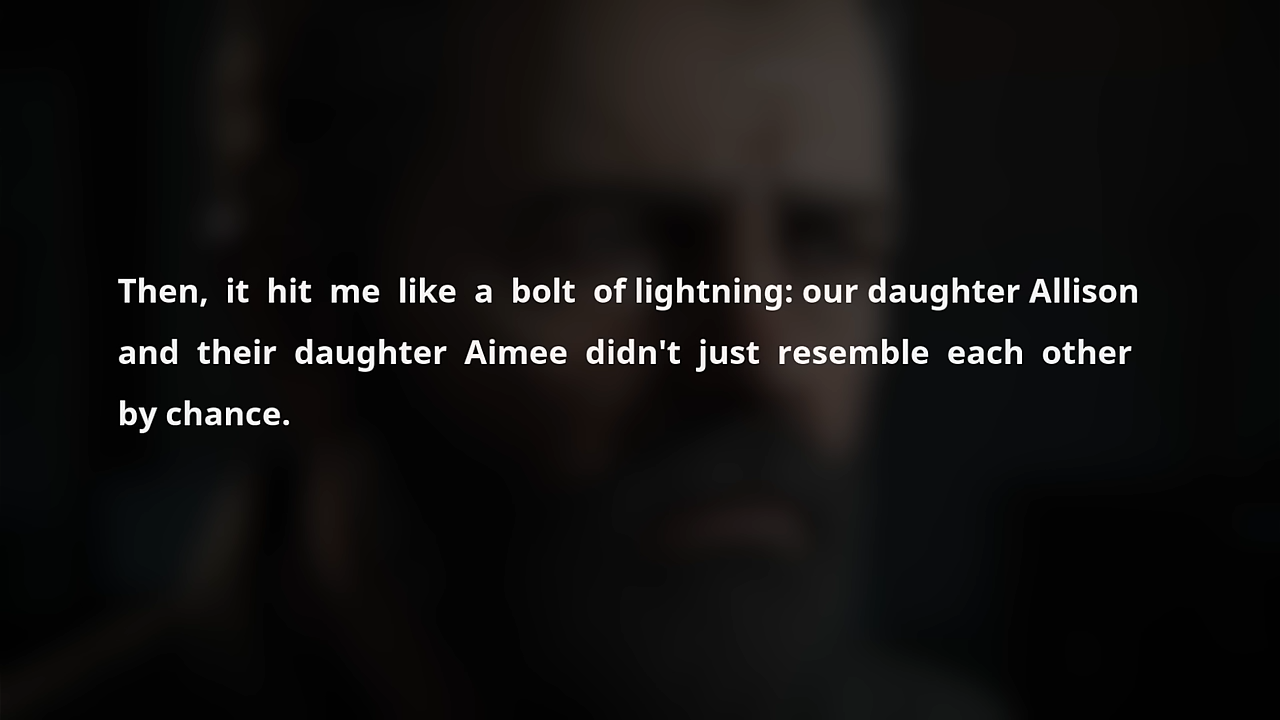 Then, it hit me like a bolt of lightning: our daughter Allison
and their daughter Aimee didn't just resemble each other
by chance.